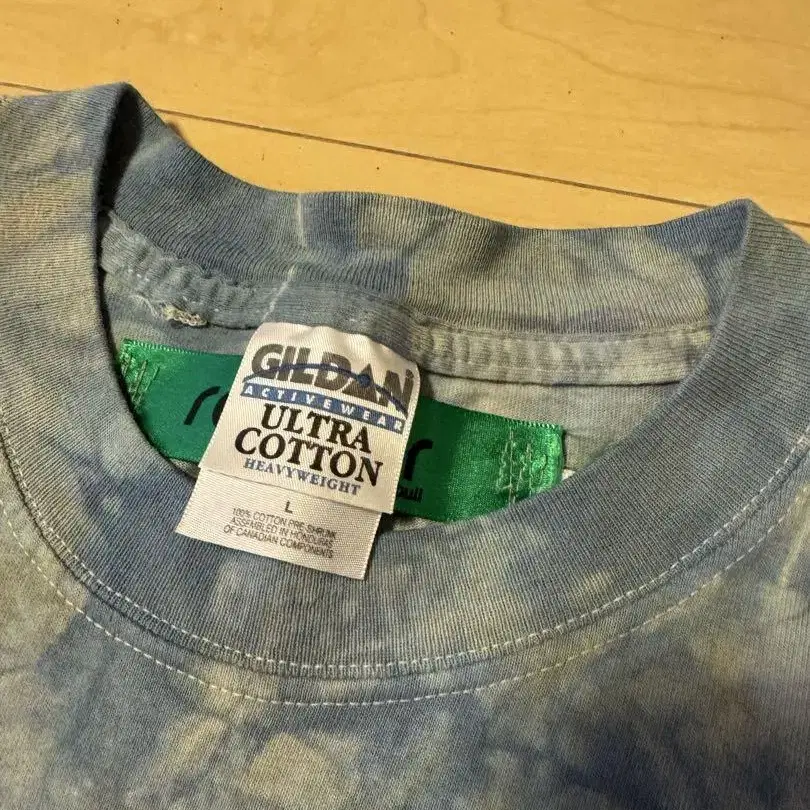 GILDAN
ACTIVEWEAR
ULTRA
COTTON
HEAVYWEIGHT
L
100% COTTON PRE SHRUNK
ASSEMBLED IN HONDURAS
OF CANADIAN COMPONENTS